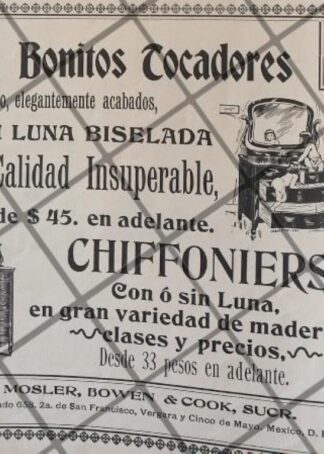 Bonitos Tocadores
o, elegantemente acabados,
LUNA BISELADA
Calidad Insuperable,
de $ 45. en adelante.
CHIFFONIERS
Con ó sin Luna,
en gran variedad de mader
clases y precios,
Desde 33 pesos en adelante.
MOSLER, BOWEN & COOK, SUCR.
ado 658. 2a. de San Francisco, Vergara y Cinco de Mayo. México, D.